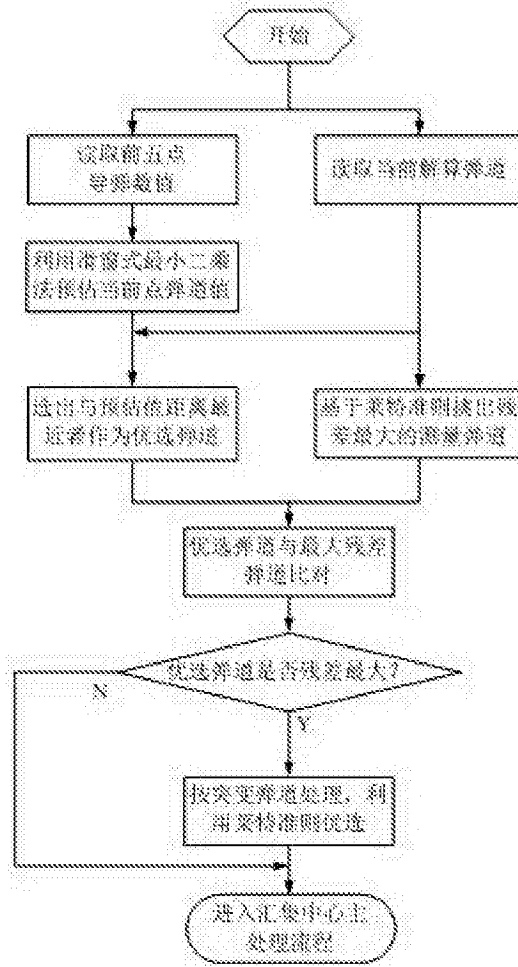 开始
读取前五点
导弹数值
读取当前解算弹道
利用滑窗式最小二乘
法预估当前点弹道值
选出与预估值距离最
近者作为优选弹道
基于莱特准则挑出残
差最大的测量弹道
优选弹道与最大残差
弹道比对
优选弹道是否残差最大？
N
Y
按突变弹道处理，利
用莱特准则优选
进入汇集中心主
处理流程